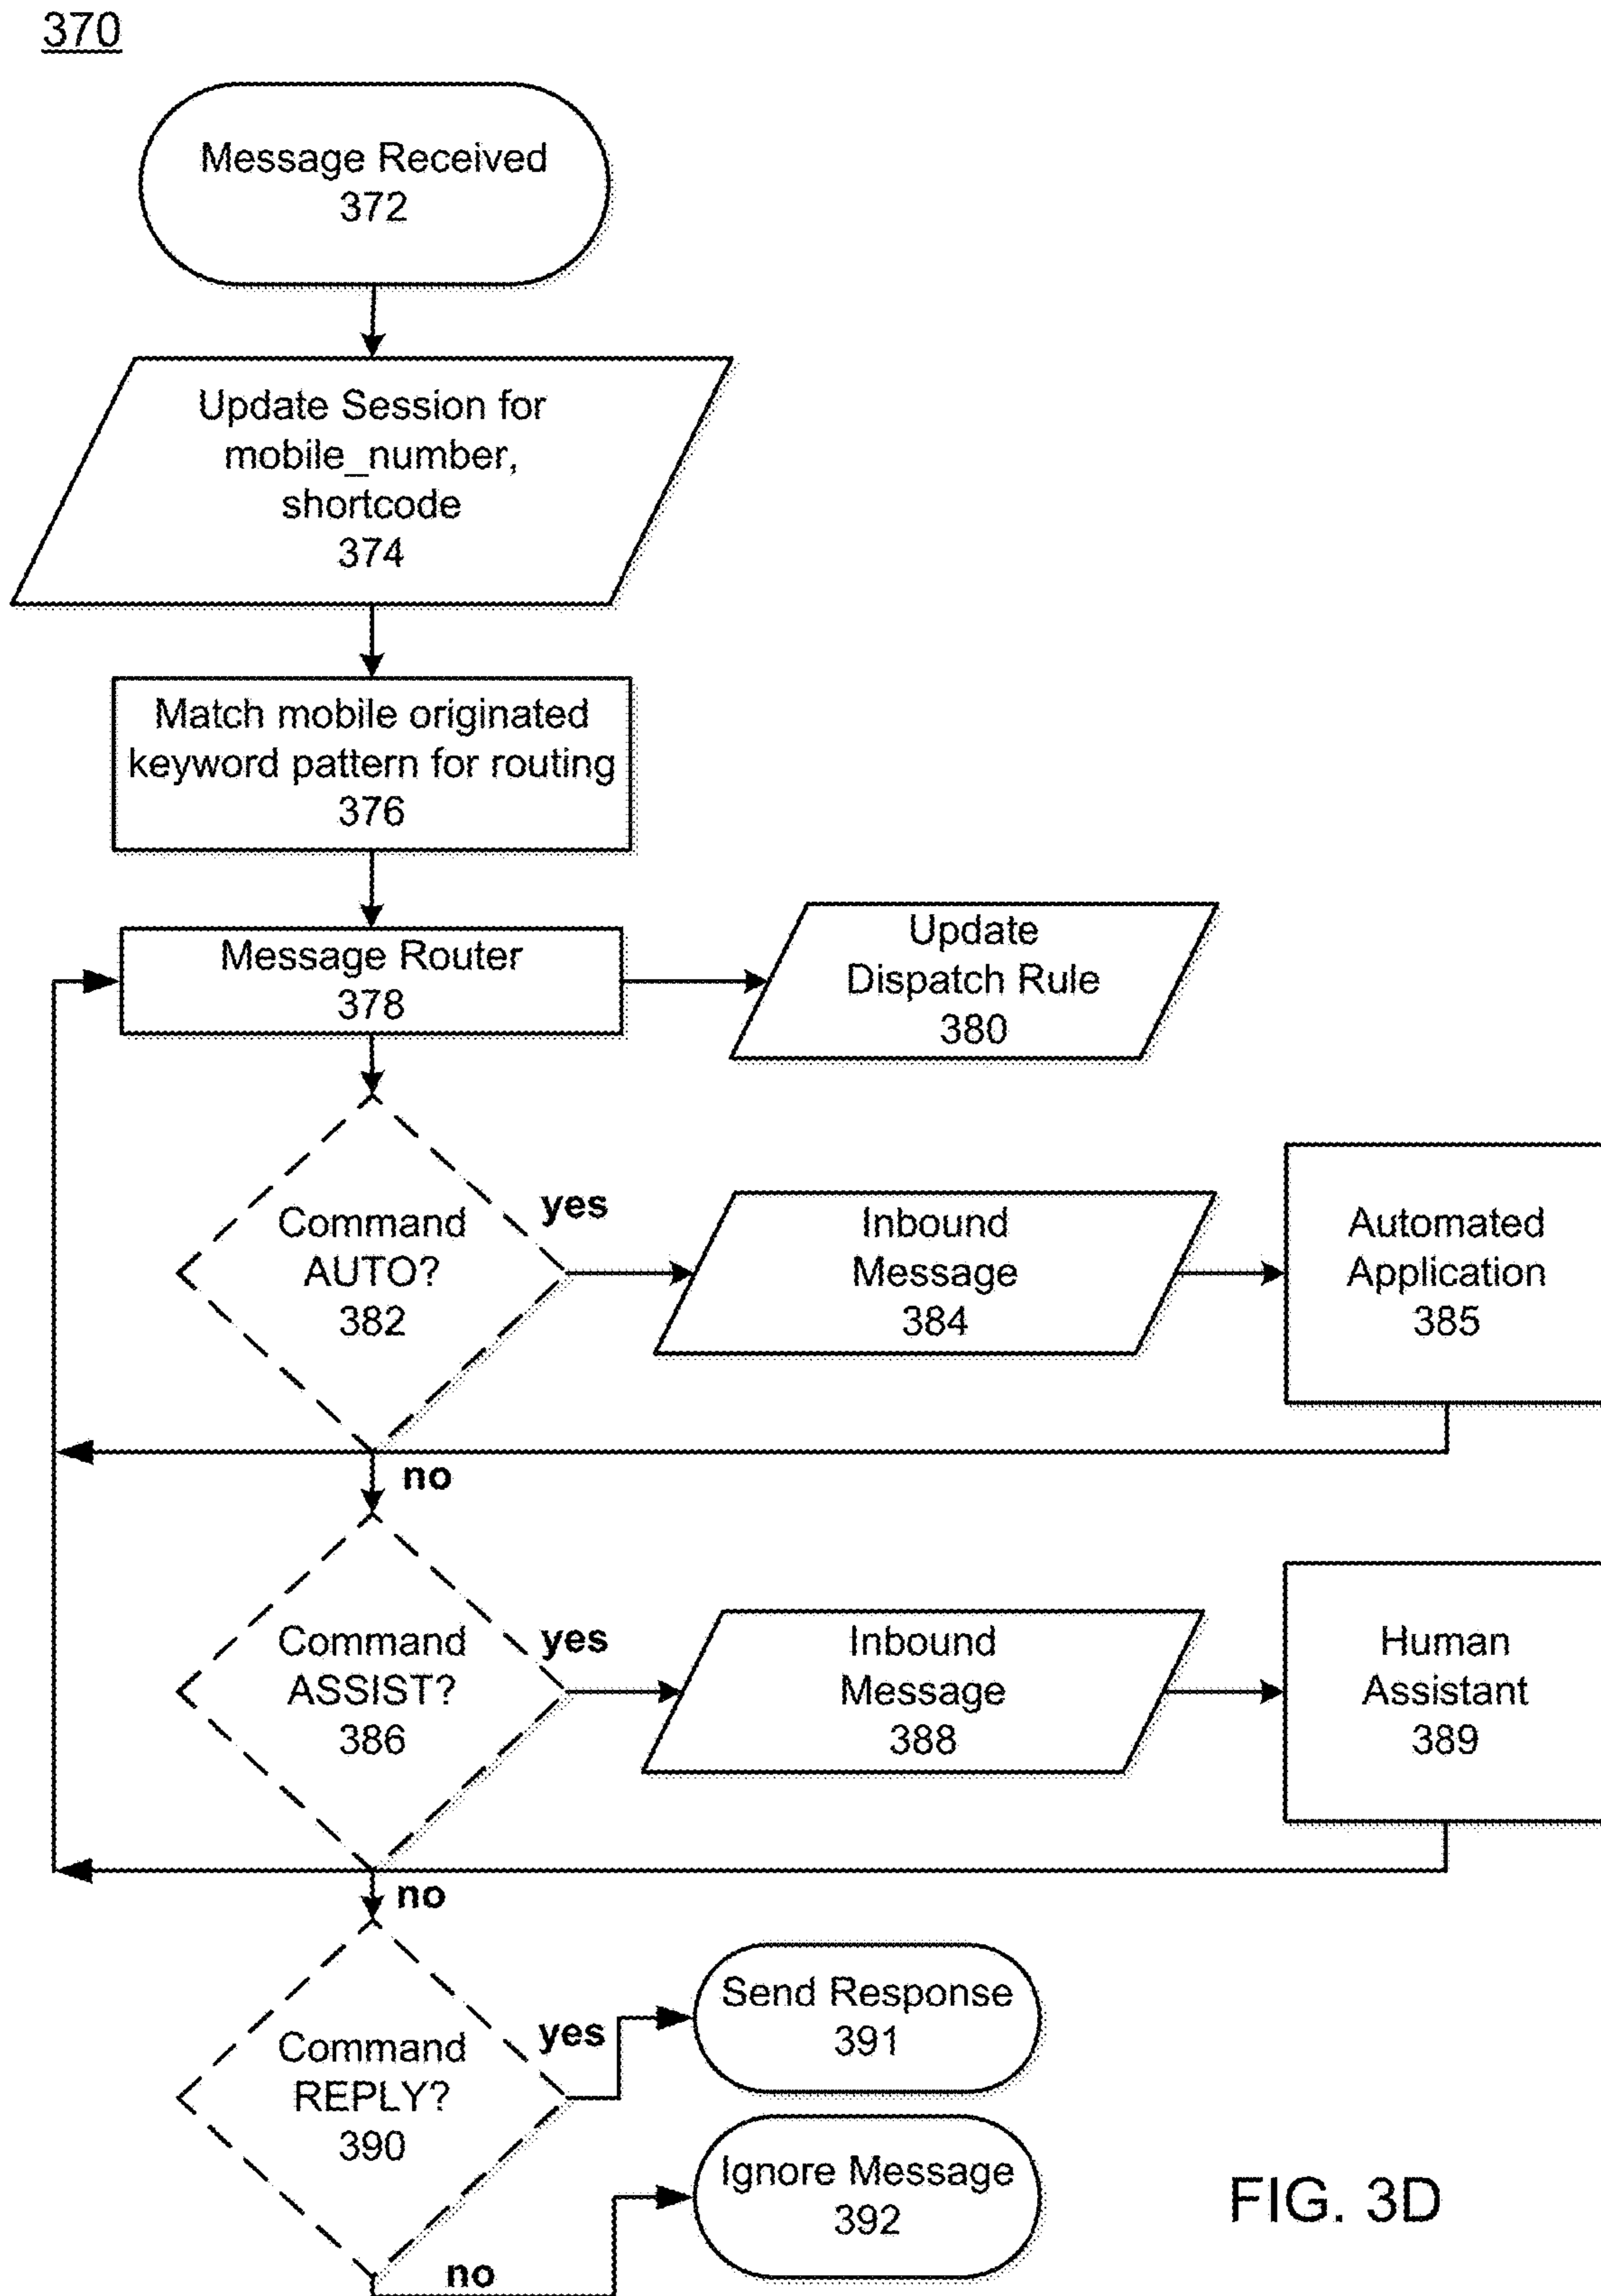 370
Message Received
372
Update Session for
mobile_number,
shortcode
374
Match mobile originated
keyword pattern for routing
376
Message Router
378
Update
Dispatch Rule
380
Command
AUTO?
382
yes
Inbound
Message
384
Automated
Application
385
no
Command
ASSIST?
386
yes
Inbound
Message
388
Human
Assistant
389
no
Command
REPLY?
390
yes
Send Response
391
no
Ignore Message
392
FIG. 3D